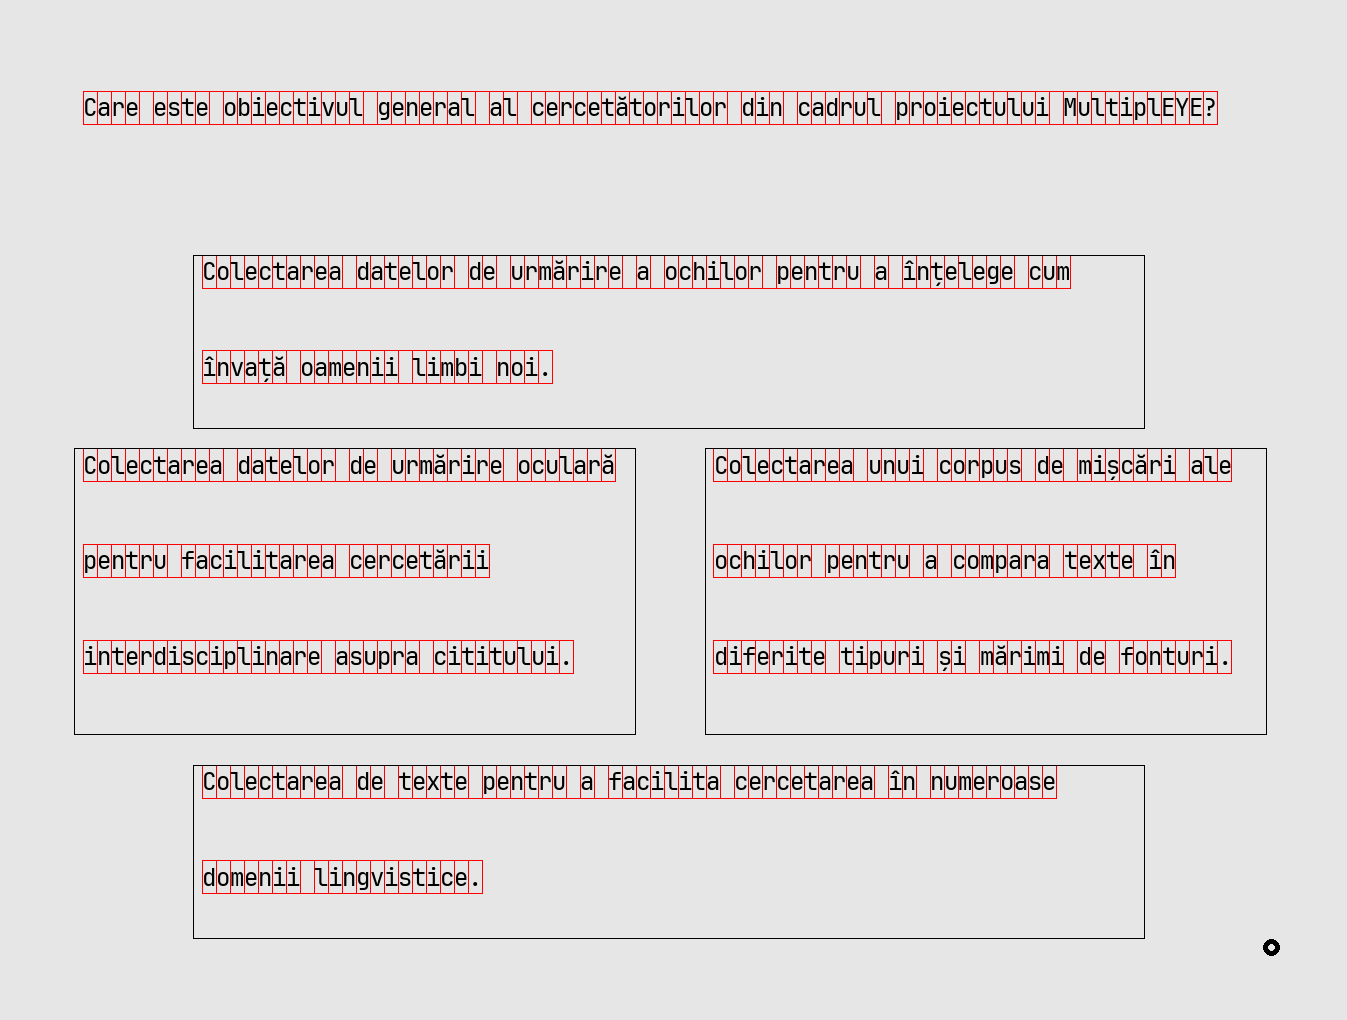 Care este obiectivul general al cercetătorilor din cadrul proiectului MultiplEYE?
Colectarea datelor de urmărire a ochilor pentru a înțelege cum
învață oamenii limbi noi.
Colectarea datelor de urmărire oculară
pentru facilitarea cercetării
interdisciplinare asupra cititului.
Colectarea unui corpus de mișcări ale
ochilor pentru a compara texte în
diferite tipuri și mărimi de fonturi.
Colectarea de texte pentru a facilita cercetarea în numeroase
domenii lingvistice.